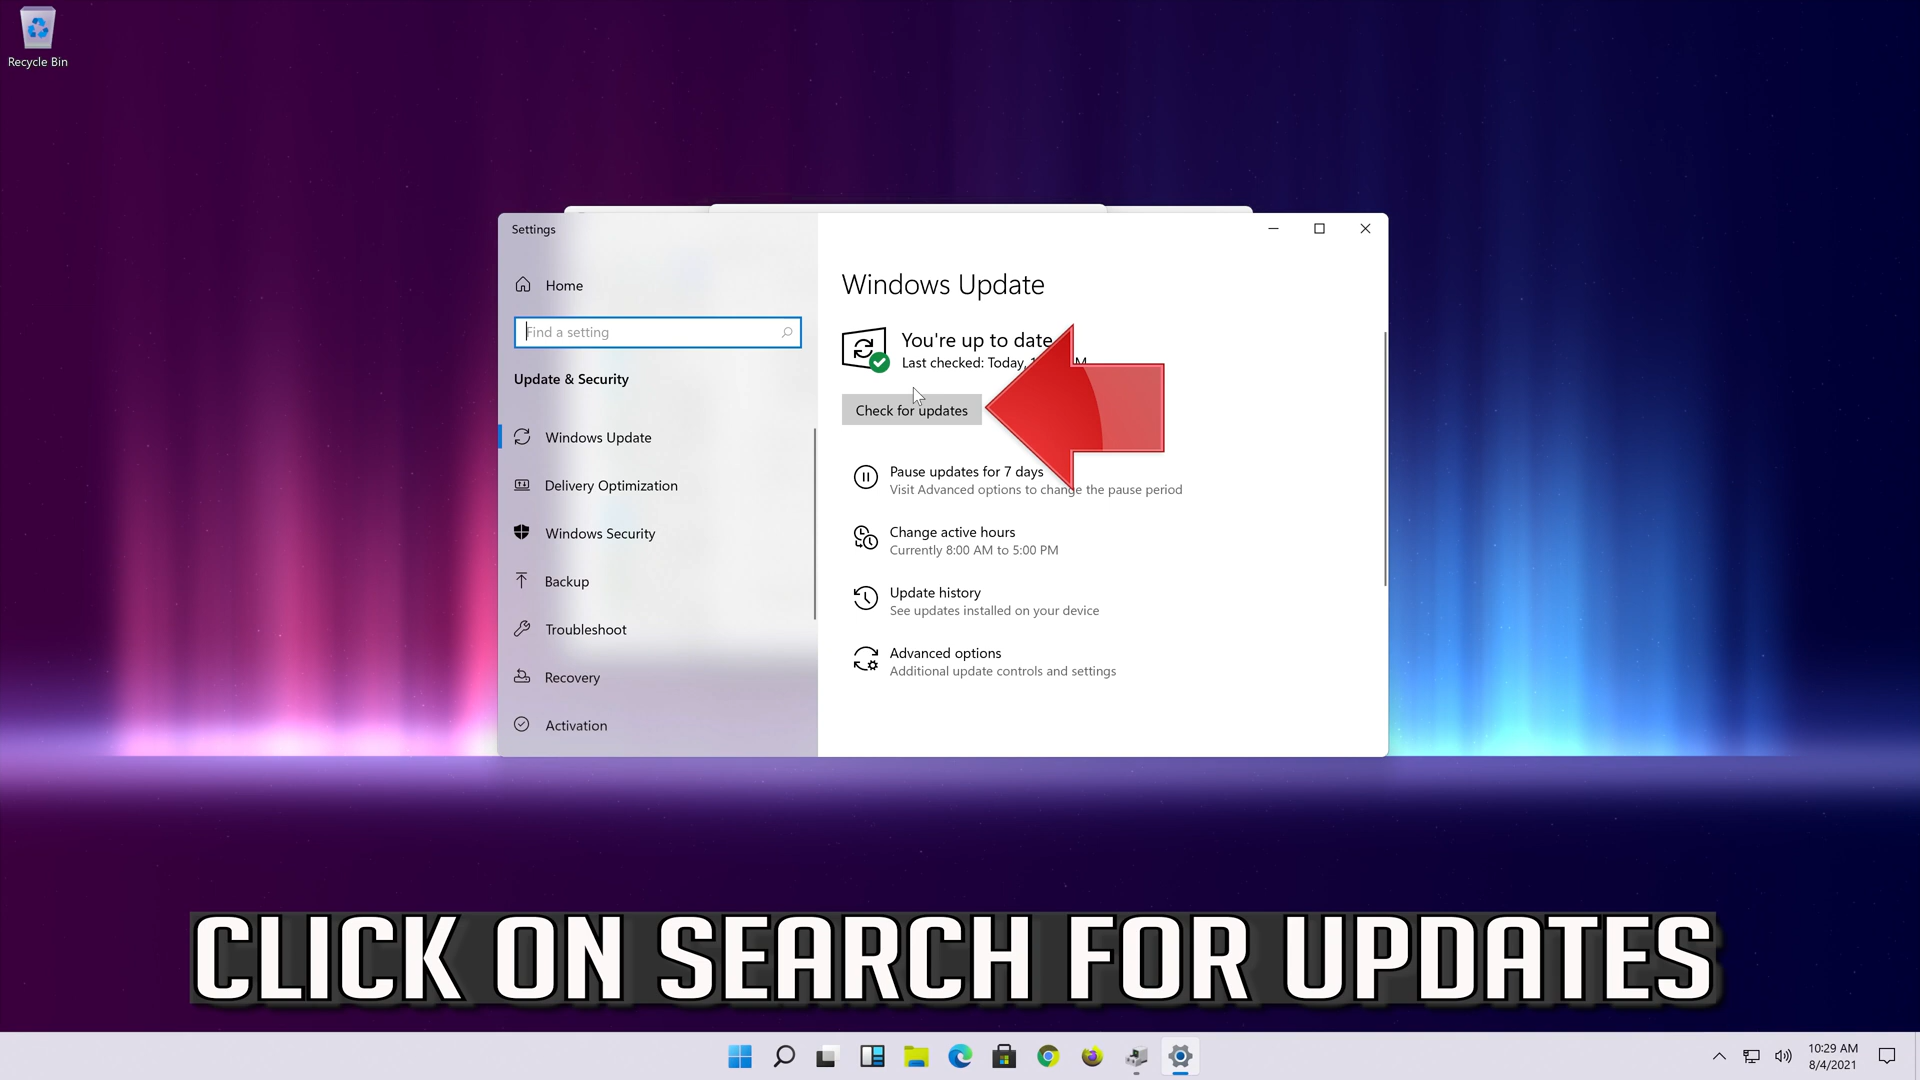 Recycle Bin
Settings
Home
Find a setting
Update & Security
Windows Update
Delivery Optimization
Windows Security
Backup
Troubleshoot
Recovery
Activation
Windows Update
You're up to date
Last checked: Today, M
Check for updates
Pause updates for 7 days
Visit Advanced options to change the pause period
Change active hours
Currently 8:00 AM to 5:00 PM
Update history
See updates installed on your device
Advanced options
Additional update controls and settings
CLICK ON SEARCH FOR UPDATES
10:29 AM
8/4/2021